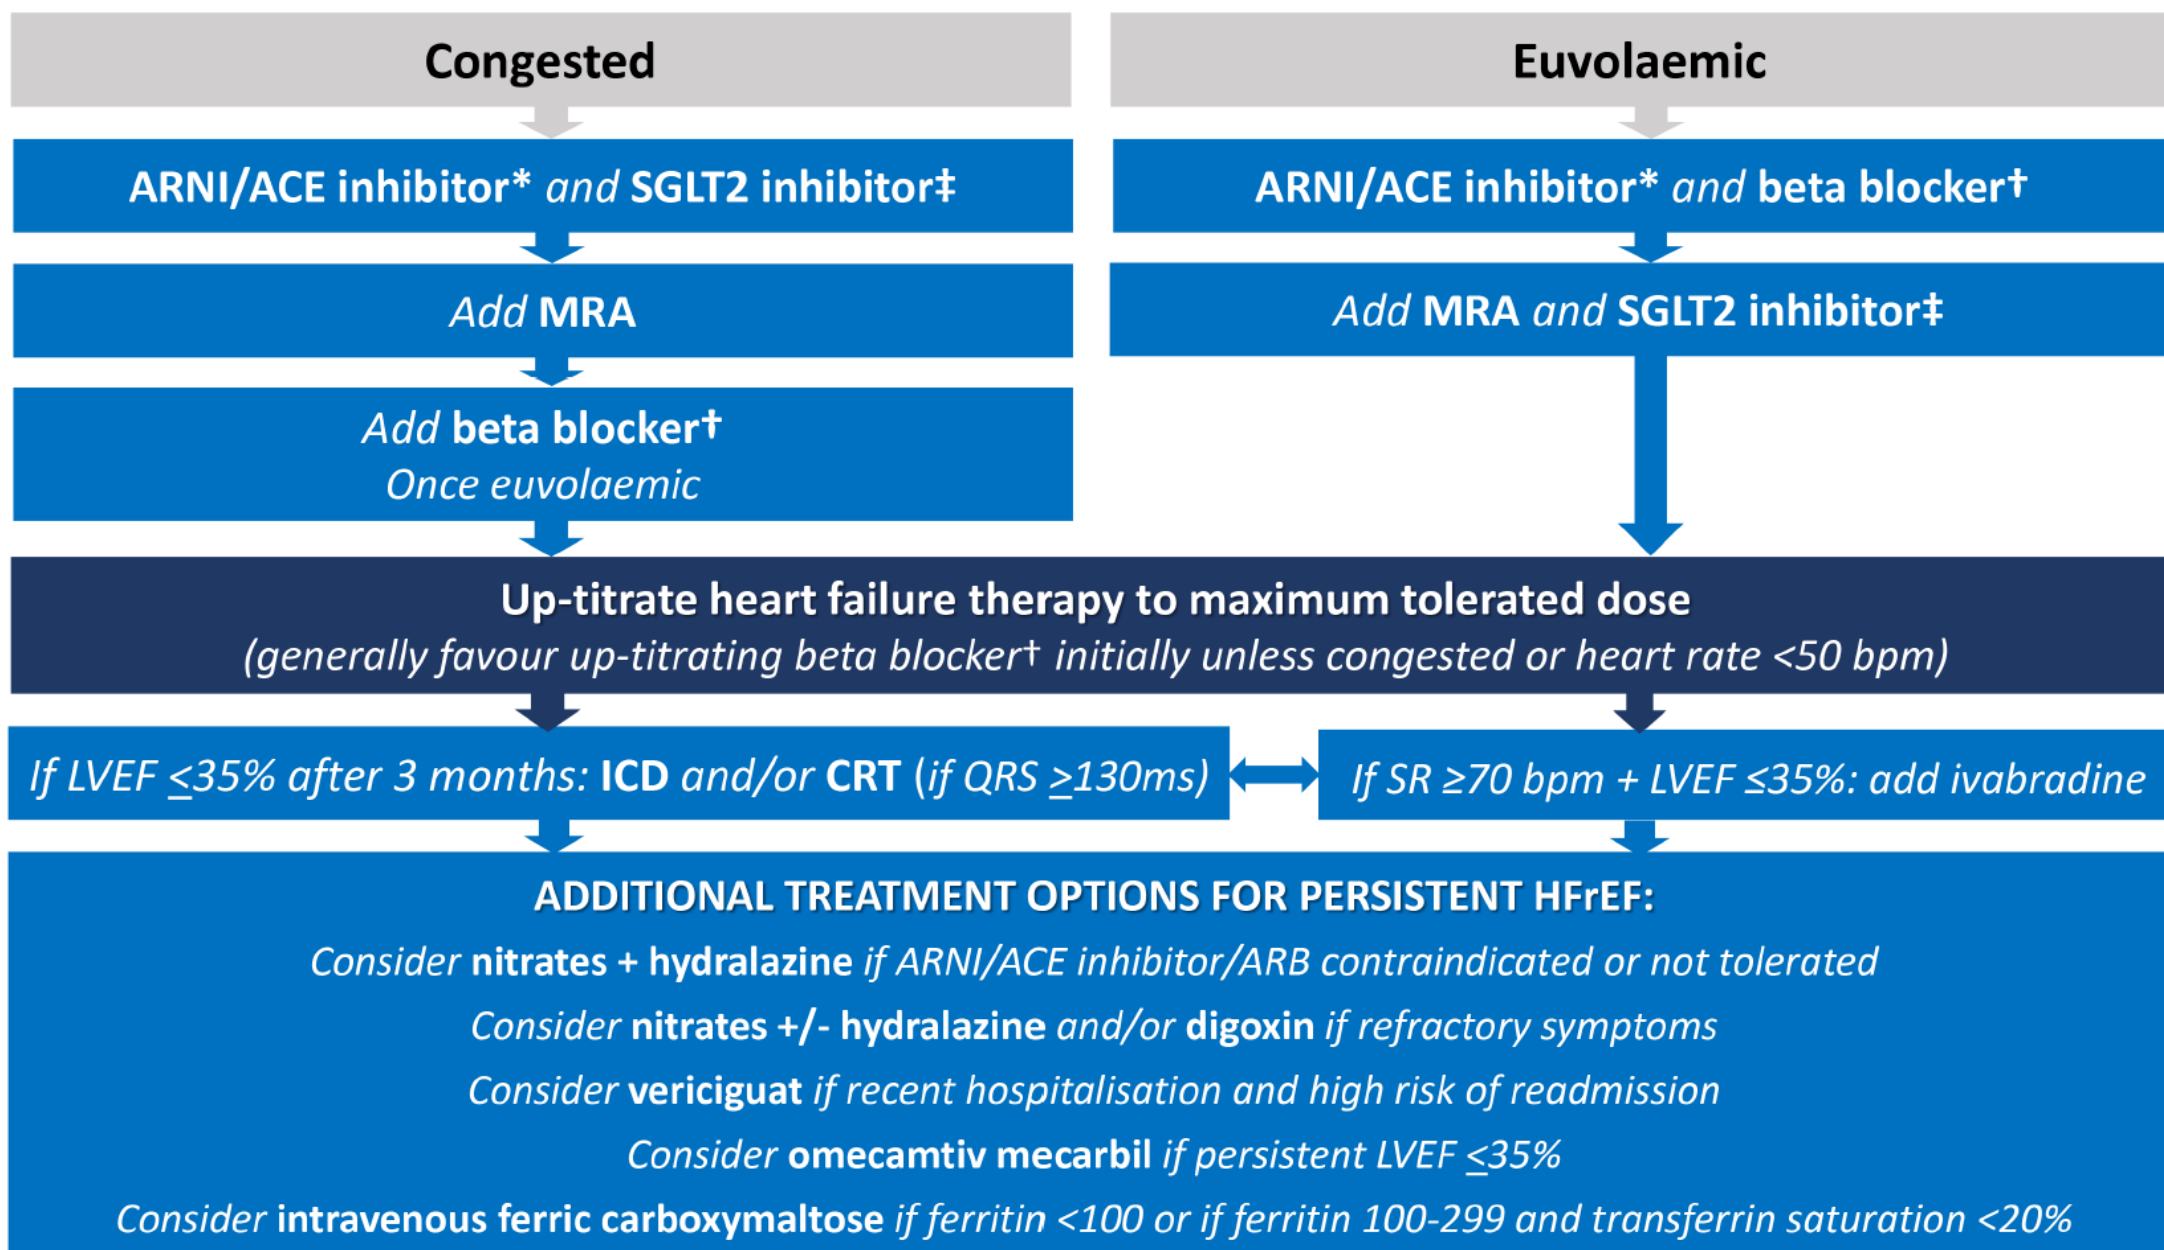 Congested
Euvolaemic
ARNI/ACE inhibitor* and SGLT2 inhibitor‡
ARNI/ACE inhibitor* and beta blocker†
Add MRA
Add MRA and SGLT2 inhibitor‡
Add beta blocker†
Once euvolaemic
Up-titrate heart failure therapy to maximum tolerated dose
(generally favour up-titrating beta blocker† initially unless congested or heart rate <50 bpm)
If LVEF ≤35% after 3 months: ICD and/or CRT (if QRS ≥130ms)
If SR ≥70 bpm + LVEF ≤35%: add ivabradine
ADDITIONAL TREATMENT OPTIONS FOR PERSISTENT HFrEF:
Consider nitrates + hydralazine if ARNI/ACE inhibitor/ARB contraindicated or not tolerated
Consider nitrates +/- hydralazine and/or digoxin if refractory symptoms
Consider vericiguat if recent hospitalisation and high risk of readmission
Consider omecamtiv mecarbil if persistent LVEF ≤35%
Consider intravenous ferric carboxymaltose if ferritin <100 or if ferritin 100-299 and transferrin saturation <20%